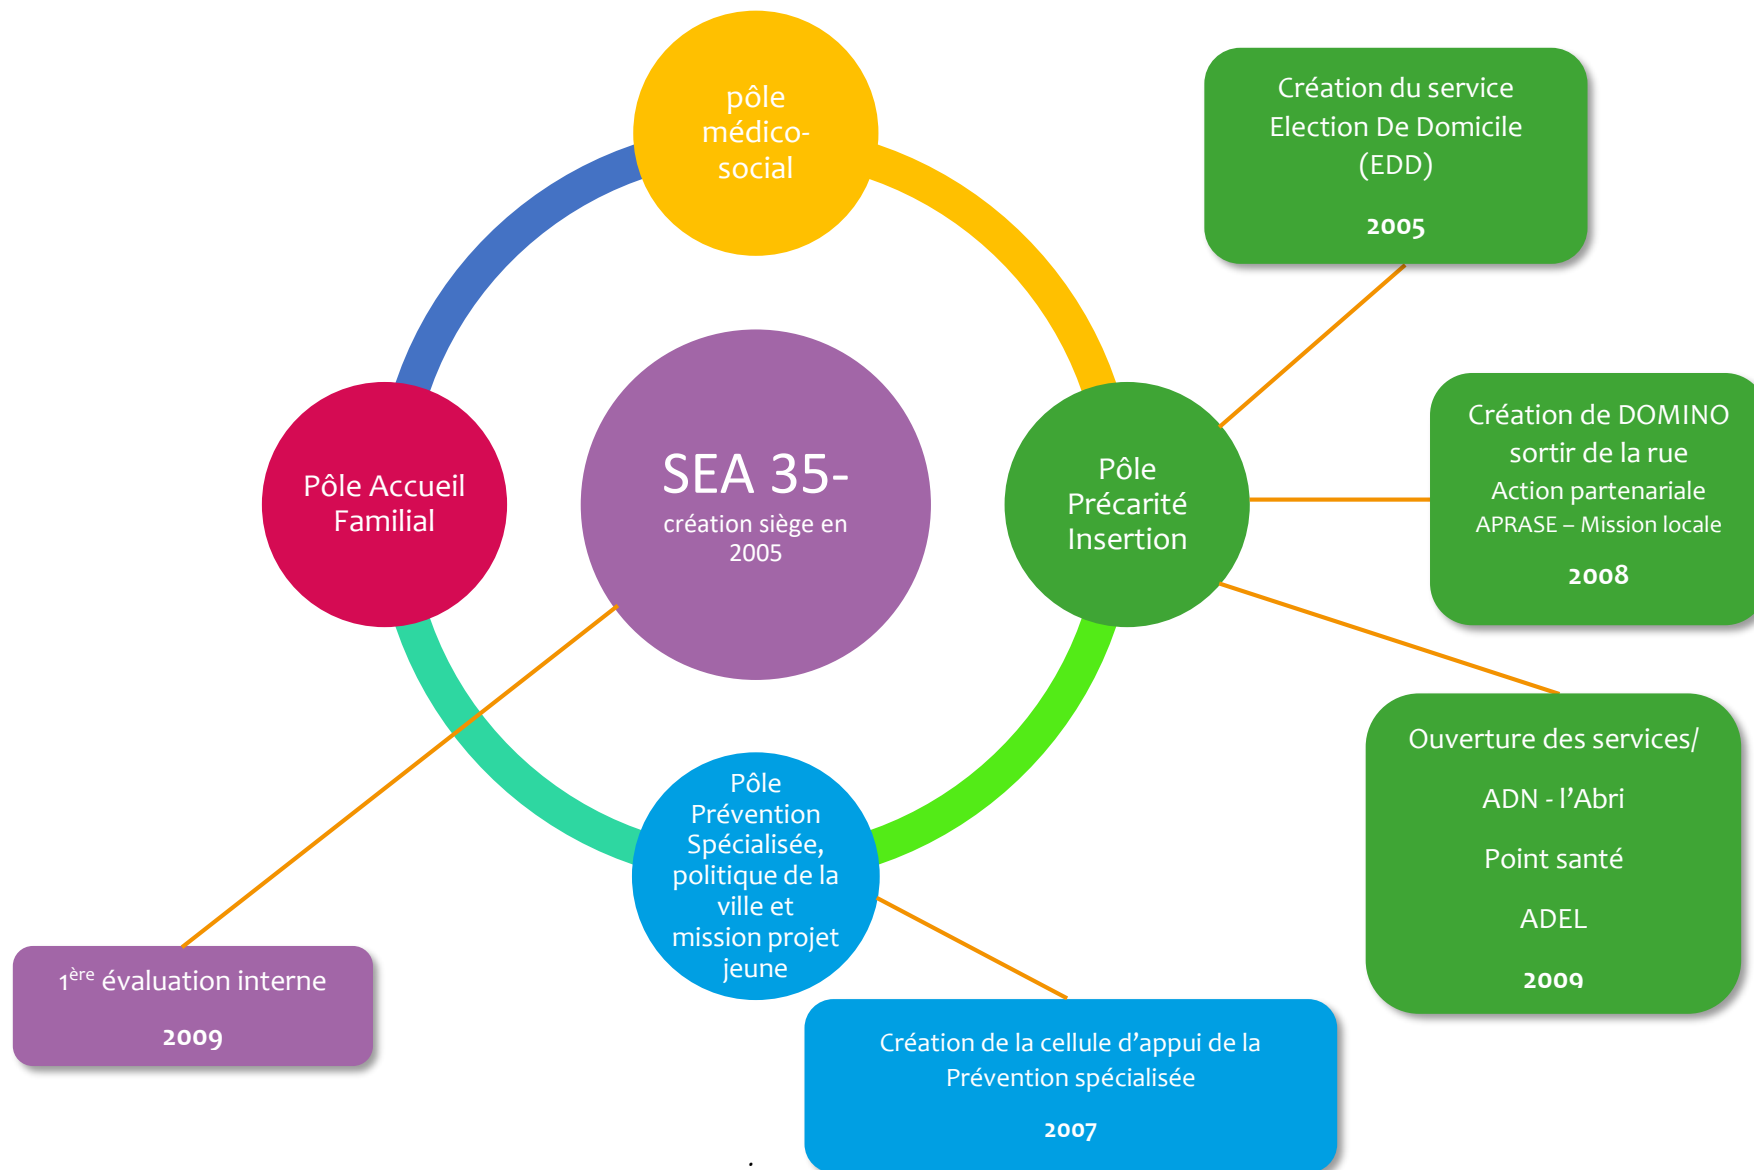 pôle
médico-
social
Création du service
Election De Domicile
(EDD)
2005
Pôle Accueil
Familial
SEA 35-
création siège en
2005
Pôle
Précarité
Insertion
Création de DOMINO
sortir de la rue
Action partenariale
APRASE – Mission locale
2008
Ouverture des services/
ADN - l’Abri
Point santé
ADEL
2009
Pôle
Prévention
Spécialisée,
politique de la
ville et
mission projet
jeune
1ère évaluation interne
2009
Création de la cellule d’appui de la
Prévention spécialisée
2007
.